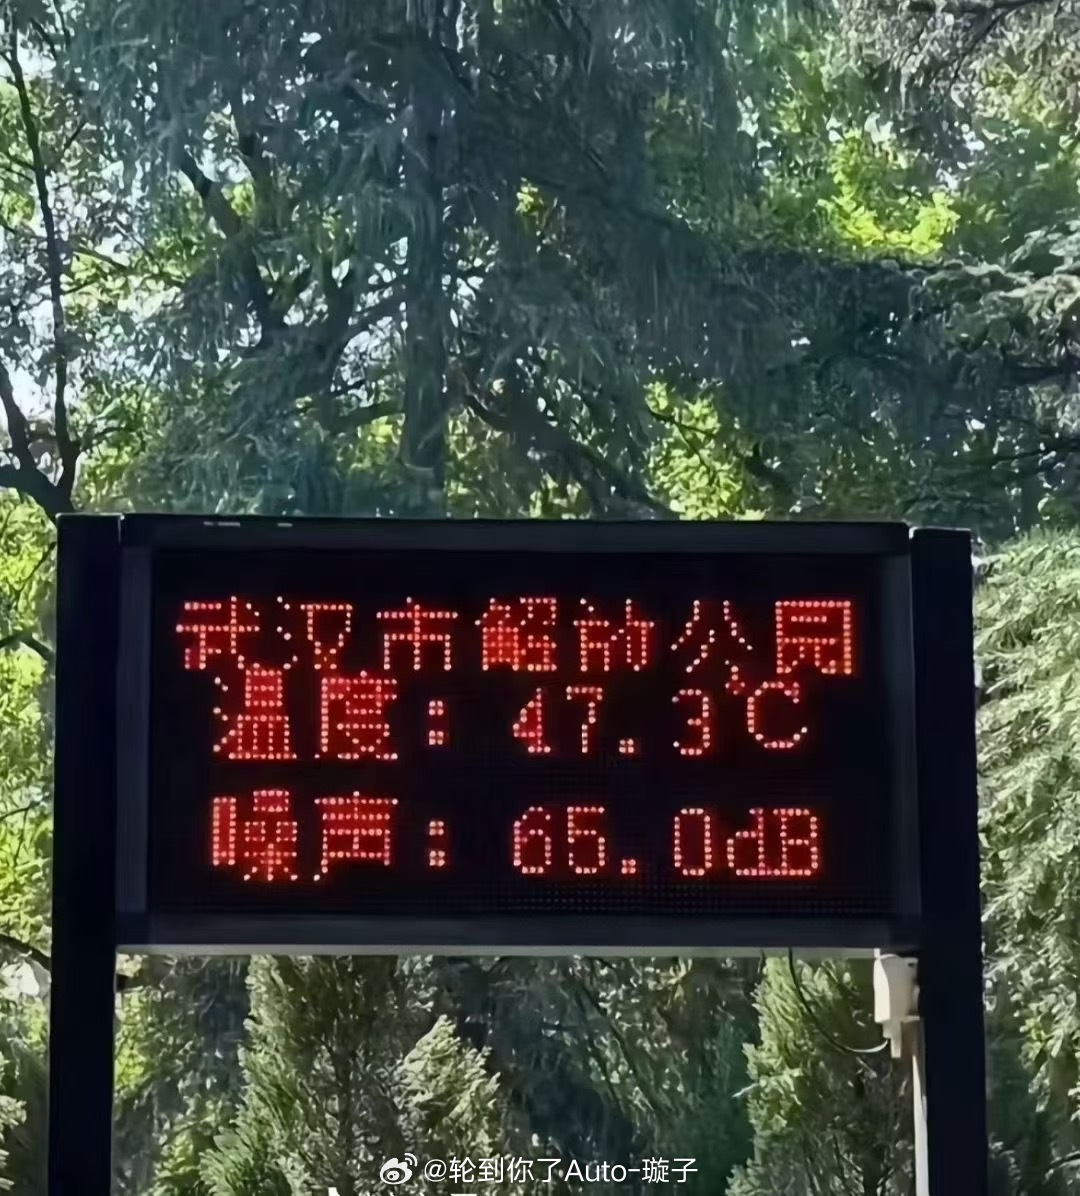 武汉市解放公园
温度：47.3℃
噪声：65.0dB
@轮到你了Auto-璇子